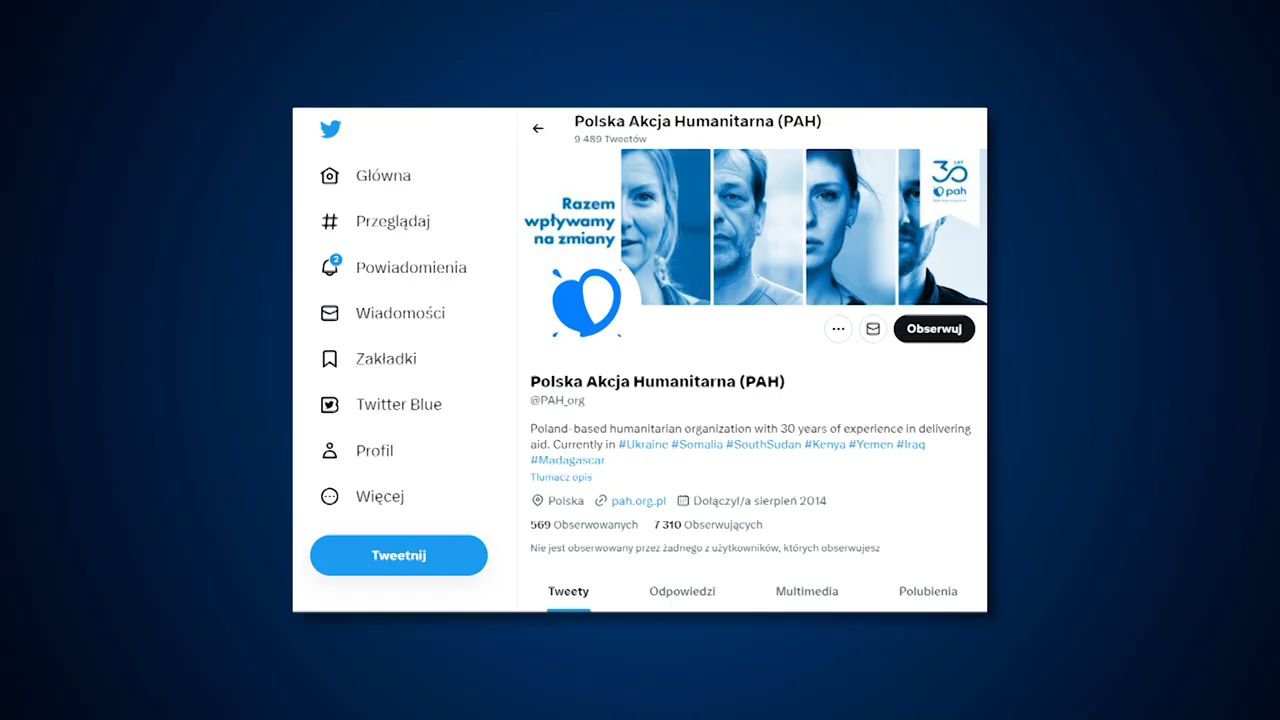 Główna
Przeglądaj
2
Powiadomienia
Wiadomości
Zakładki
Twitter Blue
Profil
Więcej
Tweetnij
Polska Akcja Humanitarna (PAH)
9 489 Tweetów
Razem
wpływamy
na zmiany
30 LAT
pah
Obserwuj
Polska Akcja Humanitarna (PAH)
@PAH_org
Poland-based humanitarian organization with 30 years of experience in delivering
aid. Currently in #Ukraine #Somalia #SouthSudan #Kenya #Yemen #Iraq
#Madagascar
Tłumacz opis
Polska pah.org.pl Dołączył/a sierpień 2014
569 Obserwowanych 7 310 Obserwujących
Nie jest obserwowany przez żadnego z użytkowników, których obserwujesz
Tweety Odpowiedzi Multimedia Polubienia